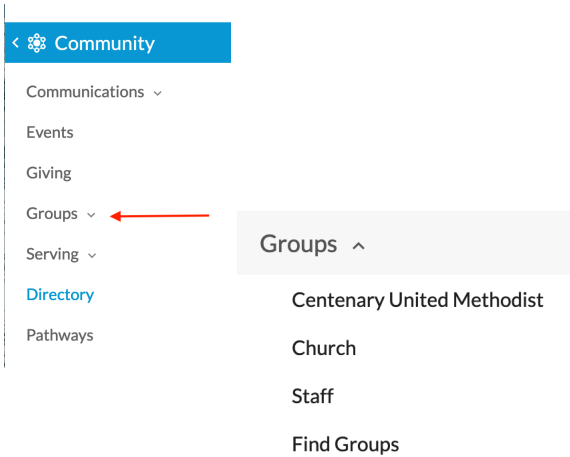 Community
Communications
Events
Giving
Groups
Serving
Directory
Pathways
Groups
Centenary United Methodist
Church
Staff
Find Groups